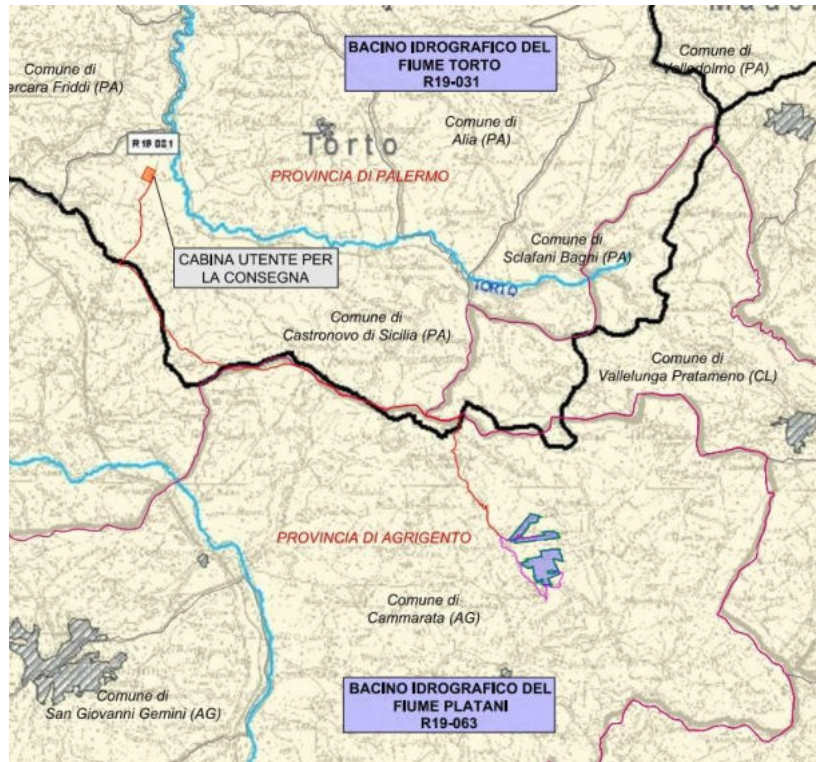 BACINO IDROGRAFICO DEL
FIUME TORTO
R19-031
Comune di
Valledolmo (PA)
Comune di
ercara Friddi (PA)
Comune di
Alia (PA)
Torto
PROVINCIA DI PALERMO
CABINA UTENTE PER
LA CONSEGNA
Comune di
Sclafani Bagni (PA)
TORTO
Comune di
Castronovo di Sicilia (PA)
Comune di
Vallelunga Pratameno (CL)
PROVINCIA DI AGRIGENTO
Comune di
Cammarata (AG)
BACINO IDROGRAFICO DEL
FIUME PLATANI
R19-063
Comune di
San Giovanni Gemini (AG)